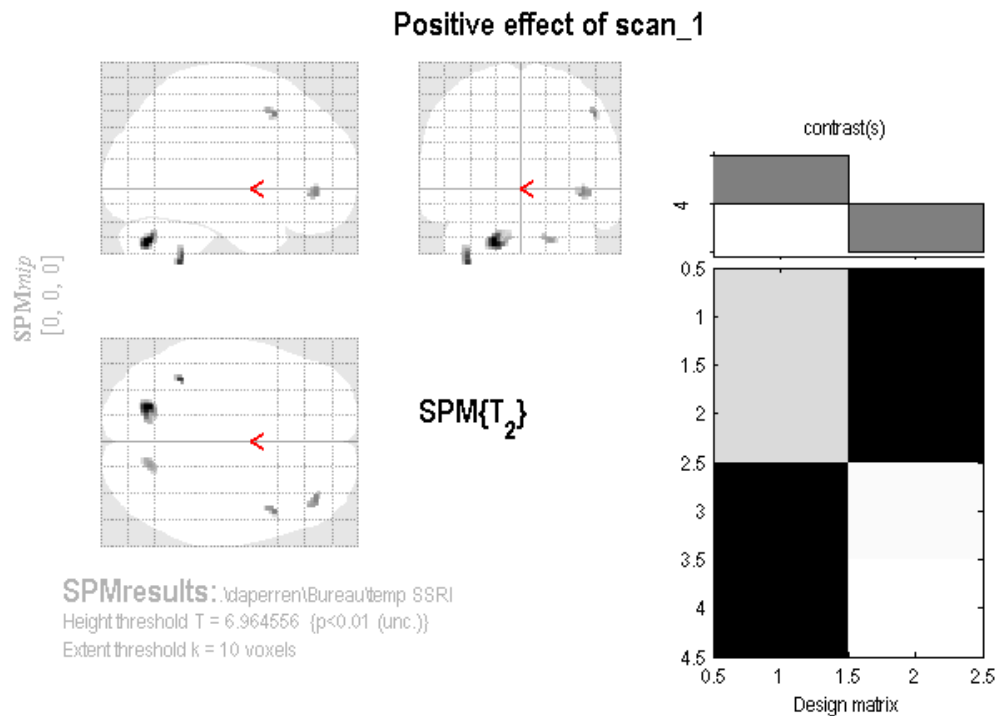 Positive effect of scan_1
SPMmip
[0, 0, 0]
<
<
<
SPM{T2}
contrast(s)
4
0.5
1
1.5
2
2.5
3
3.5
4
4.5
0.5 1 1.5 2 2.5
Design matrix
SPMresults: .\daperren\Bureau\temp SSRI
Height threshold T = 6.964556 {p<0.01 (unc.)}
Extent threshold k = 10 voxels